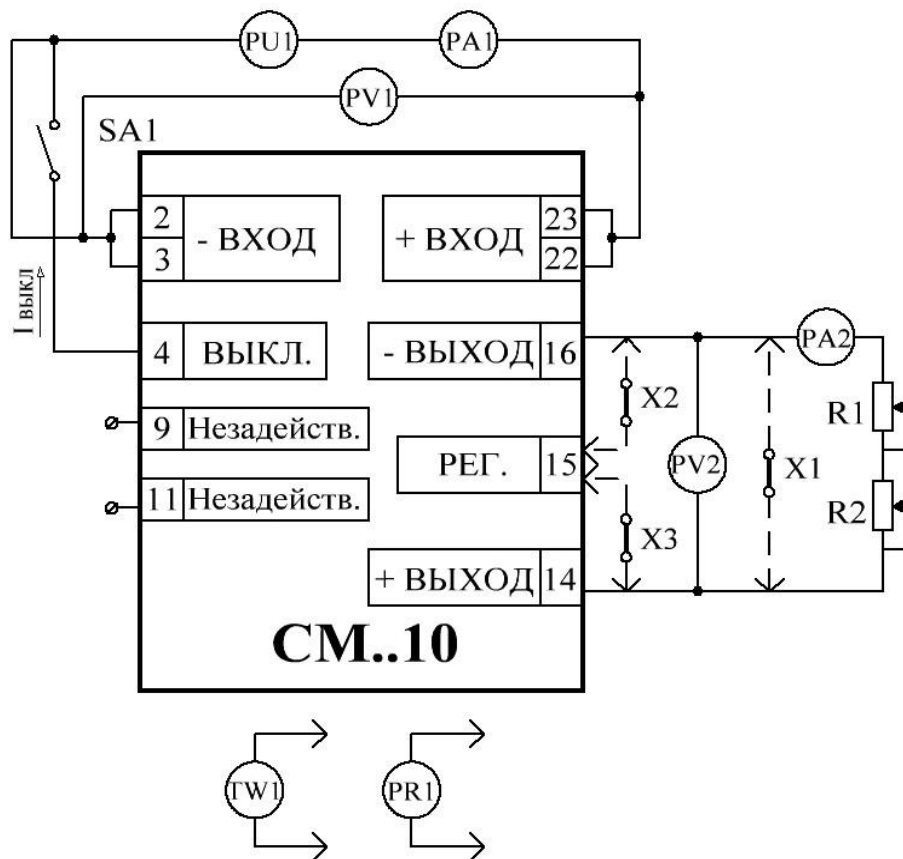 PU1
PA1
PV1
SA1
2
3
- ВХОД
+ ВХОД
23
22
I ВЫКЛ
4
ВЫКЛ.
- ВЫХОД
16
PA2
X2
R1
9
Незадейств.
РЕГ.
15
PV2
X1
11
Незадейств.
R2
X3
+ ВЫХОД
14
СМ..10
TW1
PR1